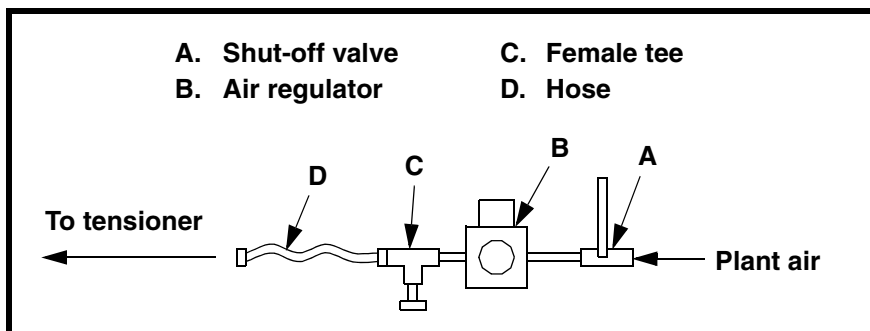 A. Shut-off valve
B. Air regulator
C. Female tee
D. Hose
B
A
C
D
To tensioner
Plant air